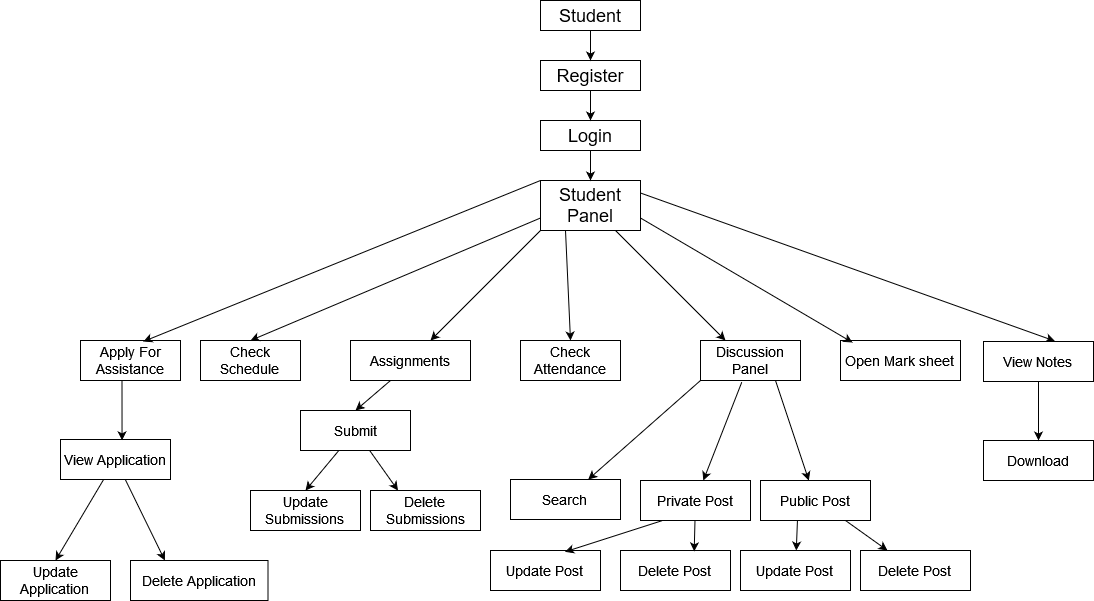 Student
Register
Login
Student
Panel
Apply For
Assistance
Check
Schedule
Assignments
Check
Attendance
Discussion
Panel
Open Mark sheet
View Notes
Submit
View Application
Download
Search
Private Post
Public Post
Update
Submissions
Delete
Submissions
Update
Application
Delete Application
Update Post
Delete Post
Update Post
Delete Post